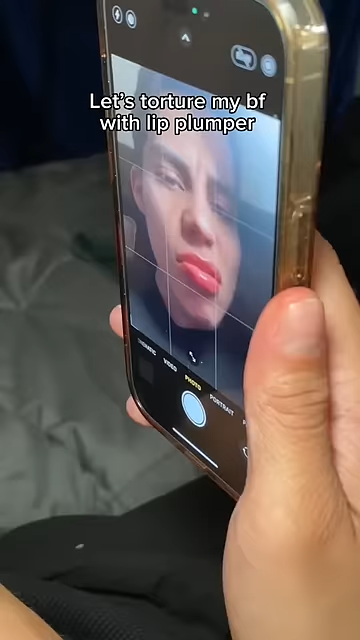 Let's torture my bf
with lip plumper
VIDEO
PHOTO
PORTRAIT